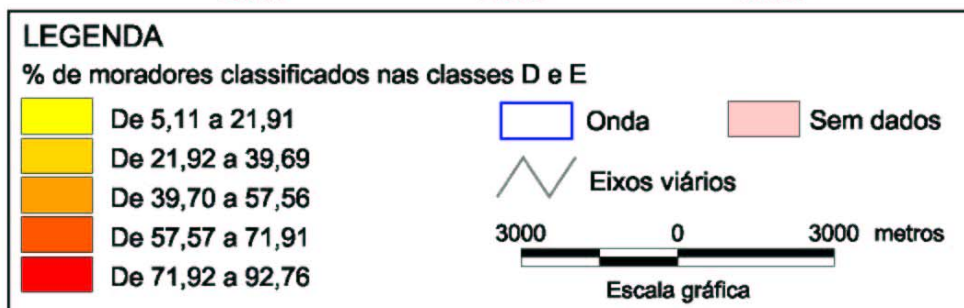 LEGENDA
% de moradores classificados nas classes D e E
De 5,11 a 21,91
De 21,92 a 39,69
De 39,70 a 57,56
De 57,57 a 71,91
De 71,92 a 92,76
Onda
Sem dados
Eixos viários
3000 0 3000 metros
Escala gráfica